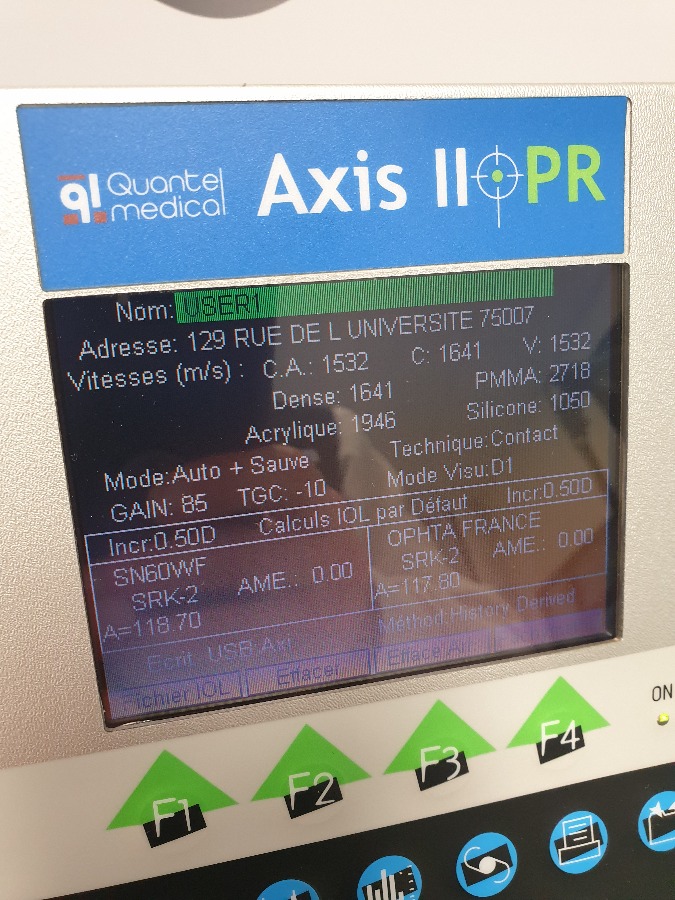 Quantel
medical
Axis II PR
Nom: USER1
Adresse: 129 RUE DE L UNIVERSITE 75007
Vitesses (m/s) : C.A.: 1532 C: 1641 V: 1532
Dense: 1641 PMMA: 2718
Acrylique: 1946 Silicone: 1050
Mode:Auto + Sauve Technique:Contact
GAIN: 85 TGC: -10 Mode Visu:D1
Incr:0.50D Calculs IOL par Défaut Incr:0.50D
SN60WF
SRK-2 AME.: 0.00
A=118.70
OPHTA FRANCE
SRK-2 AME.: 0.00
A=117.80
Ecrit. USB Axi Méthod:History Derived
Fichier IOL Effacer Efface Al
ON
F1 F2 F3 F4